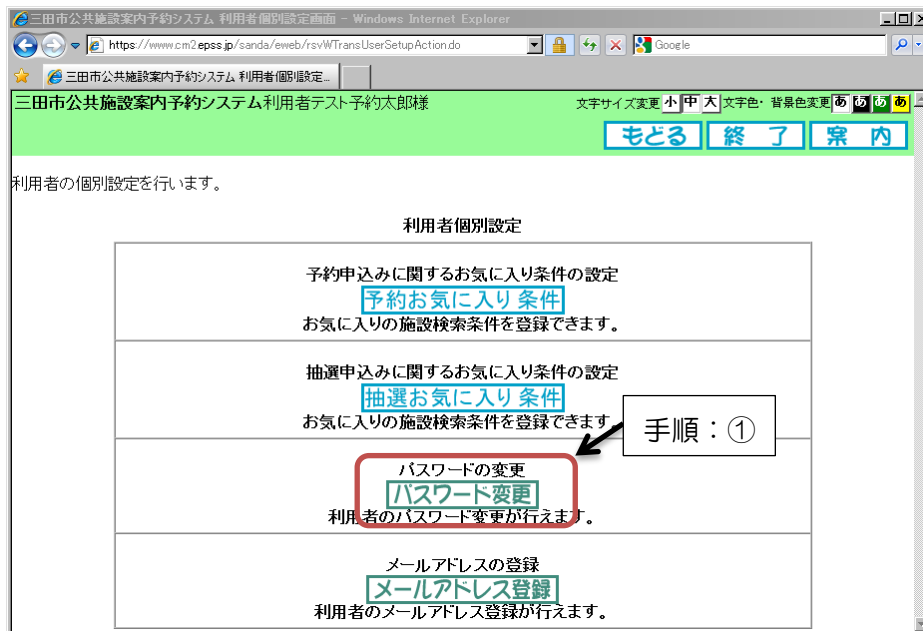 三田市公共施設案内予約システム 利用者個別設定画面 - Windows Internet Explorer
https://www.cm2.epss.jp/sanda/eweb/rsvWTransUserSetupAction.do
Google
三田市公共施設案内予約システム 利用者個別設定...
三田市公共施設案内予約システム利用者テスト予約太郎様 文字サイズ変更 小 中 大 文字色・背景色変更 あ あ あ あ
もどる 終了 案内
利用者の個別設定を行います。
利用者個別設定
予約申込みに関するお気に入り条件の設定
予約お気に入り条件
お気に入りの施設検索条件を登録できます。
抽選申込みに関するお気に入り条件の設定
抽選お気に入り条件
お気に入りの施設検索条件を登録できます。
手順:①
パスワードの変更
パスワード変更
利用者のパスワード変更が行えます。
メールアドレスの登録
メールアドレス登録
利用者のメールアドレス登録が行えます。